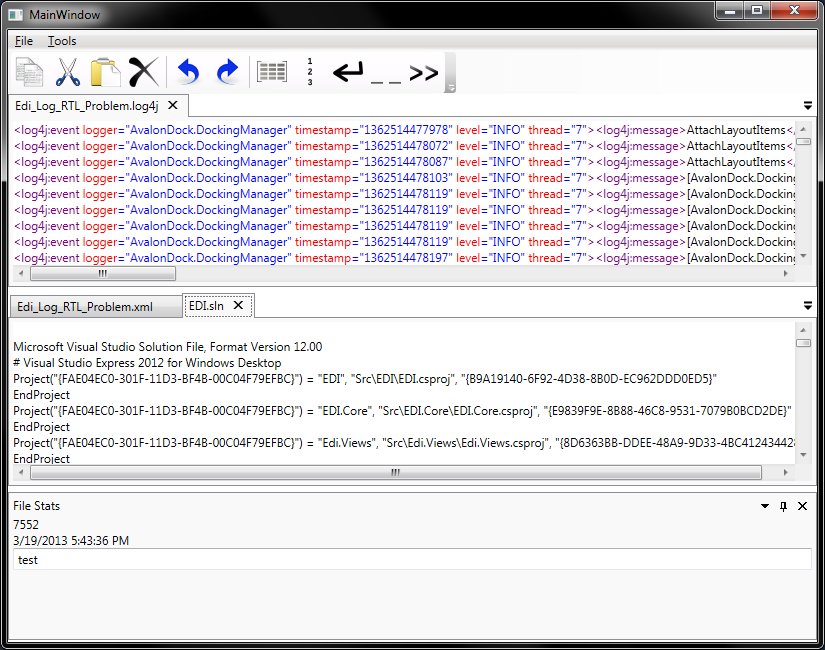 MainWindow
File Tools
1
2
3
_ _ >>
Edi_Log_RTL_Problem.log4j
<log4j:event logger="AvalonDock.DockingManager" timestamp="1362514477978" level="INFO" thread="7"><log4j:message>AttachLayoutItems</
<log4j:event logger="AvalonDock.DockingManager" timestamp="1362514478072" level="INFO" thread="7"><log4j:message>AttachLayoutItems</
<log4j:event logger="AvalonDock.DockingManager" timestamp="1362514478087" level="INFO" thread="7"><log4j:message>AttachLayoutItems</
<log4j:event logger="AvalonDock.DockingManager" timestamp="1362514478103" level="INFO" thread="7"><log4j:message>[AvalonDock.Docking
<log4j:event logger="AvalonDock.DockingManager" timestamp="1362514478119" level="INFO" thread="7"><log4j:message>[AvalonDock.Docking
<log4j:event logger="AvalonDock.DockingManager" timestamp="1362514478119" level="INFO" thread="7"><log4j:message>[AvalonDock.Docking
<log4j:event logger="AvalonDock.DockingManager" timestamp="1362514478119" level="INFO" thread="7"><log4j:message>[AvalonDock.Docking
<log4j:event logger="AvalonDock.DockingManager" timestamp="1362514478119" level="INFO" thread="7"><log4j:message>[AvalonDock.Docking
<log4j:event logger="AvalonDock.DockingManager" timestamp="1362514478197" level="INFO" thread="7"><log4j:message>[AvalonDock.Docking
Edi_Log_RTL_Problem.xml EDI.sln
Microsoft Visual Studio Solution File, Format Version 12.00
# Visual Studio Express 2012 for Windows Desktop
Project("{FAE04EC0-301F-11D3-BF4B-00C04F79EFBC}") = "EDI", "Src\EDI\EDI.csproj", "{B9A19140-6F92-4D38-8B0D-EC962DDD0ED5}"
EndProject
Project("{FAE04EC0-301F-11D3-BF4B-00C04F79EFBC}") = "EDI.Core", "Src\EDI.Core\EDI.Core.csproj", "{E9839F9E-8B88-46C8-9531-7079B0BCD2DE}"
EndProject
Project("{FAE04EC0-301F-11D3-BF4B-00C04F79EFBC}") = "Edi.Views", "Src\Edi.Views\Edi.Views.csproj", "{8D6363BB-DDEE-48A9-9D33-4BC412434428
EndProject
File Stats
7552
3/19/2013 5:43:36 PM
test